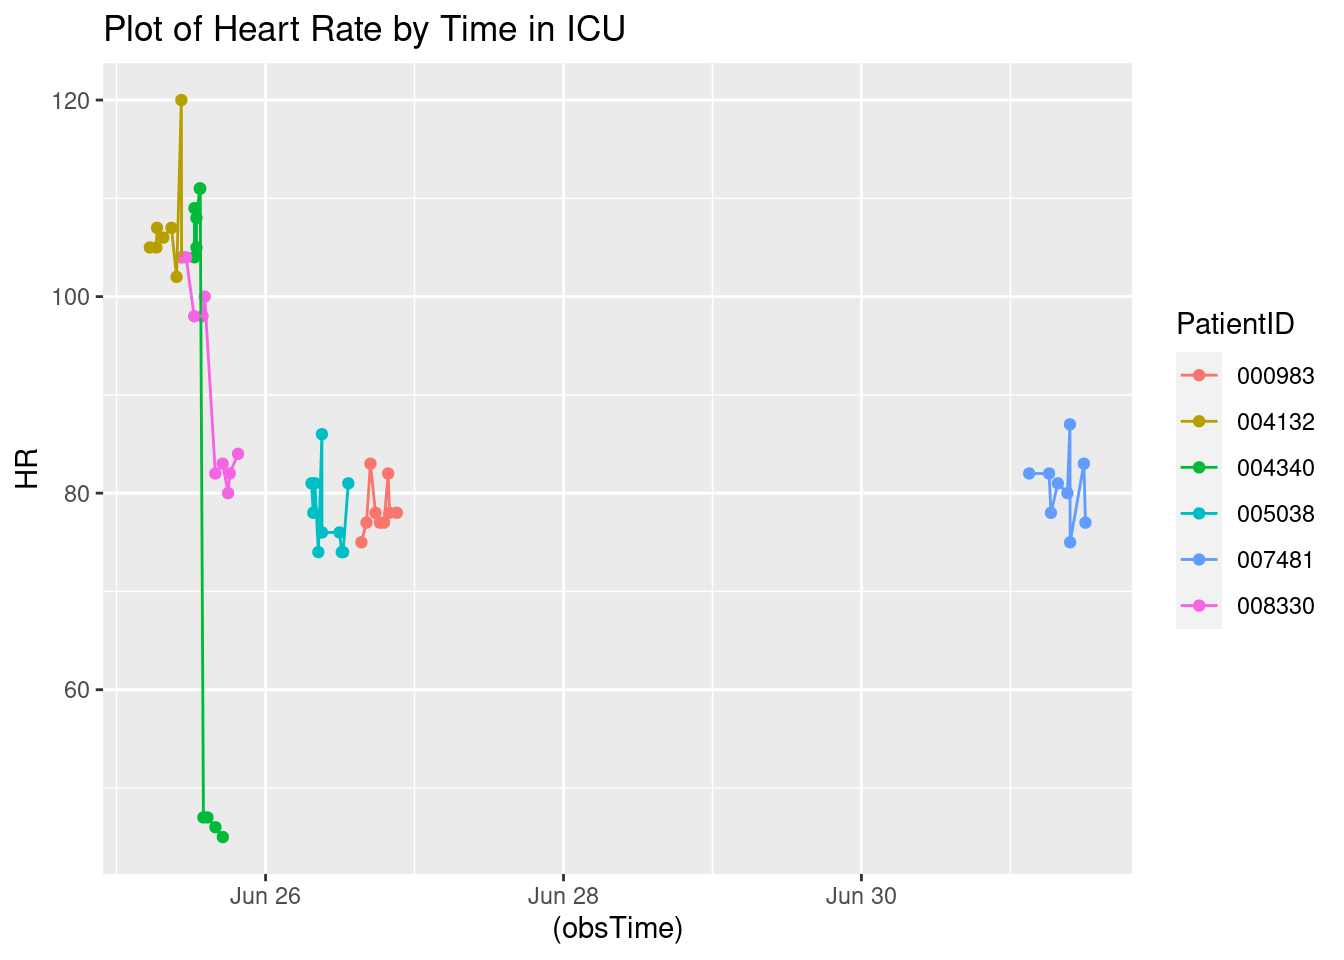 Plot of Heart Rate by Time in ICU
120
100
80
60
HR
Jun 26
Jun 28
Jun 30
(obsTime)
PatientID
000983
004132
004340
005038
007481
008330